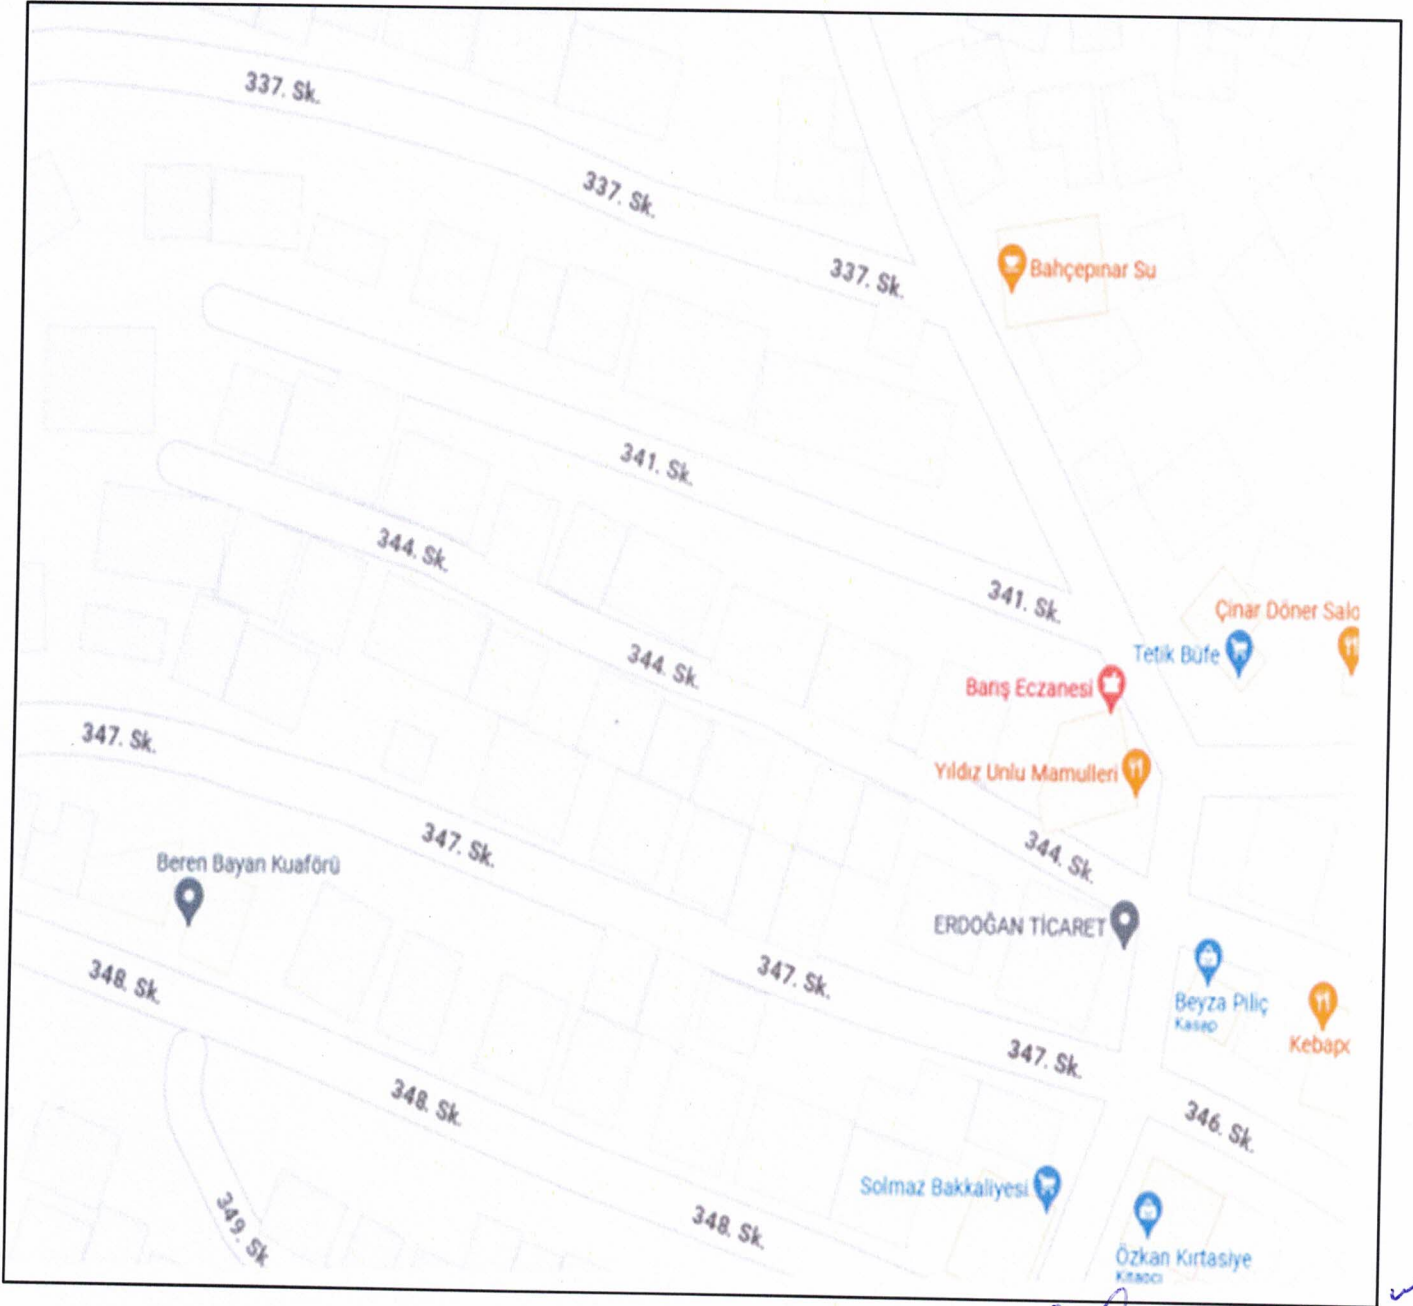 337. Sk.
337. Sk.
337. Sk.
Bahçepınar Su
341. Sk.
344. Sk.
341. Sk.
Çinar Döner Salo
Tetik Büfe
344. Sk.
Barış Eczanesi
347. Sk.
Yıldız Unlu Mamulleri
347. Sk.
344. Sk.
Beren Bayan Kuaförü
ERDOĞAN TİCARET
347. Sk.
348. Sk.
Beyza Piliç
Kasap
Kebapç
347. Sk.
348. Sk.
346. Sk.
Solmaz Bakkaliyesi
349. Sk
348. Sk.
Özkan Kırtasiye
Kitapçı